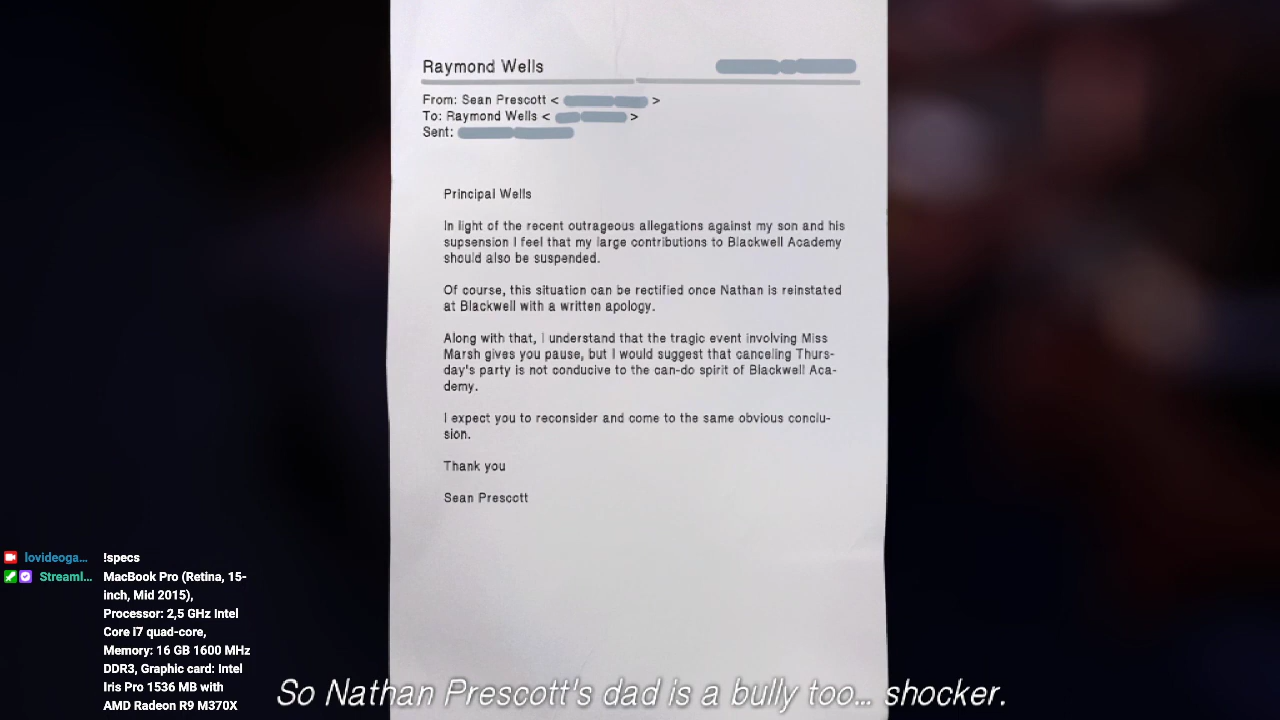 Raymond Wells
From: Sean Prescott < >
To: Raymond Wells < >
Sent:
Principal Wells
In light of the recent outrageous allegations against my son and his
supsension I feel that my large contributions to Blackwell Academy
should also be suspended.
Of course, this situation can be rectified once Nathan is reinstated
at Blackwell with a written apology.
Along with that, I understand that the tragic event involving Miss
Marsh gives you pause, but I would suggest that canceling Thurs-
day's party is not conducive to the can-do spirit of Blackwell Aca-
demy.
I expect you to reconsider and come to the same obvious conclu-
sion.
Thank you
Sean Prescott
lovideoga... !specs
Streaml... MacBook Pro (Retina, 15-
inch, Mid 2015),
Processor: 2,5 GHz Intel
Core i7 quad-core,
Memory: 16 GB 1600 MHz
DDR3, Graphic card: Intel
Iris Pro 1536 MB with
AMD Radeon R9 M370X
So Nathan Prescott's dad is a bully too... shocker.